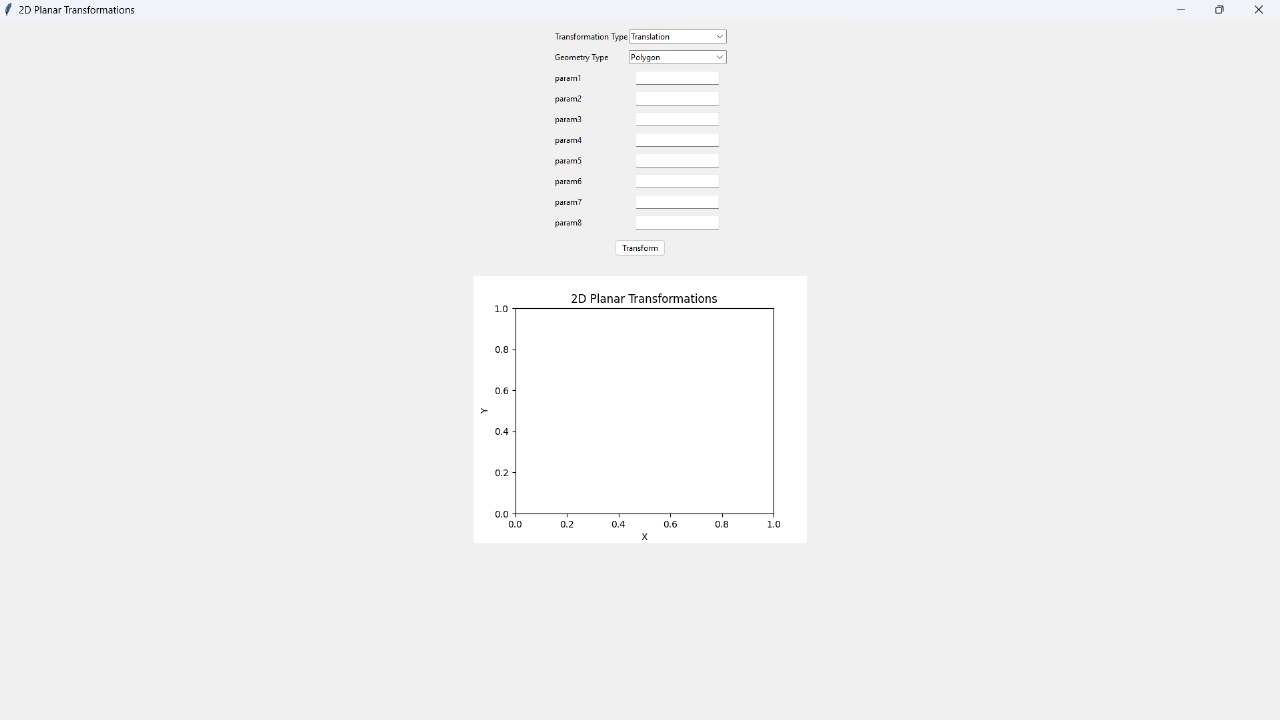 2D Planar Transformations
Transformation Type Translation
Geometry Type Polygon
param1
param2
param3
param4
param5
param6
param7
param8
Transform
2D Planar Transformations
1.0
0.8
0.6
0.4
0.2
0.0
Y
0.0 0.2 0.4 0.6 0.8 1.0
X